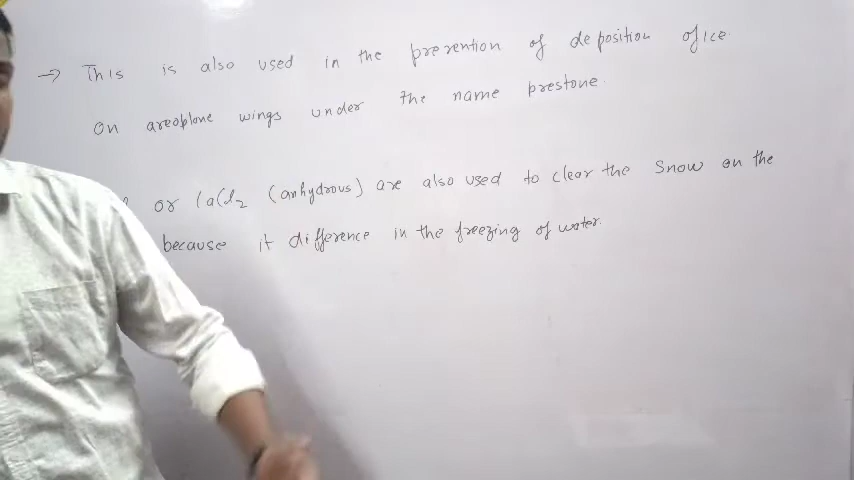 → This is also used in the prevention of deposition of ice.
on areoplane wings under the name prestone.
or CaCl2 (anhydrous) are also used to clear the snow on the
because it difference in the freezing of water.